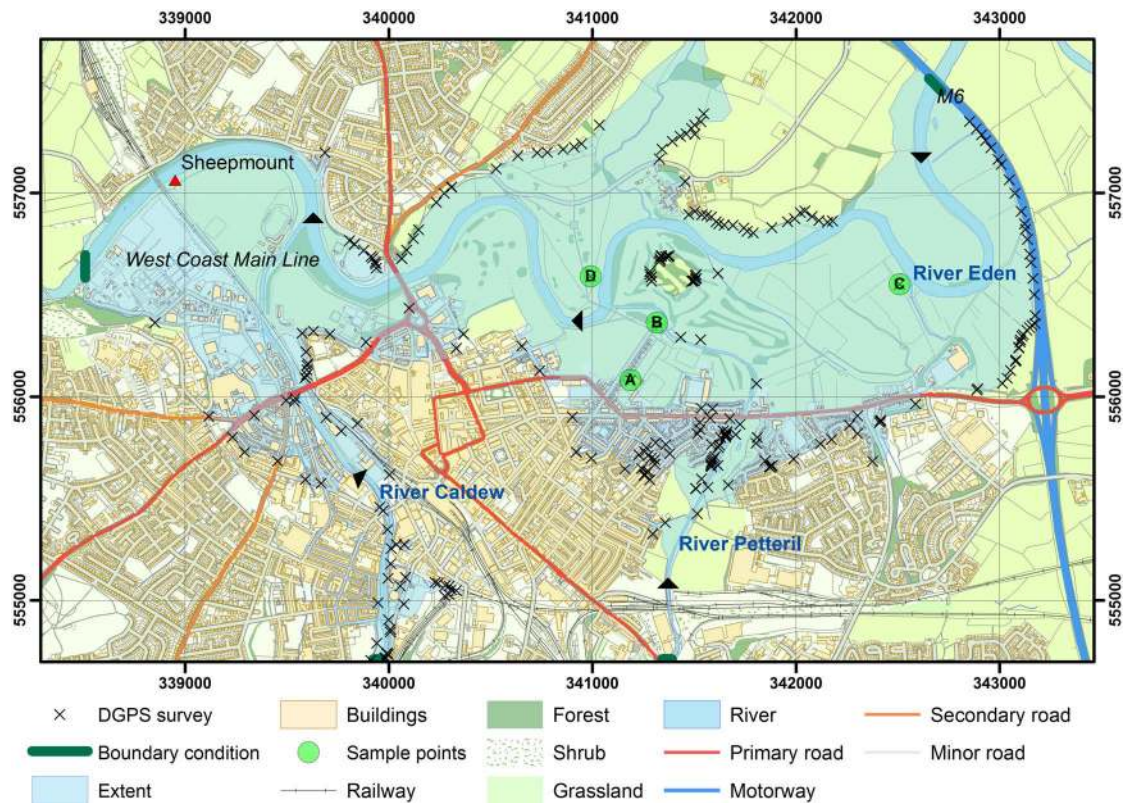 339000 340000 341000 342000 343000
M6
Sheepmount
557000 557000
West Coast Main Line
D
River Eden
C
B
A
556000 556000
River Caldew
River Petteril
555000 555000
339000 340000 341000 342000 343000
DGPS survey Buildings Forest River Secondary road
Boundary condition Sample points Shrub Primary road Minor road
Extent Railway Grassland Motorway